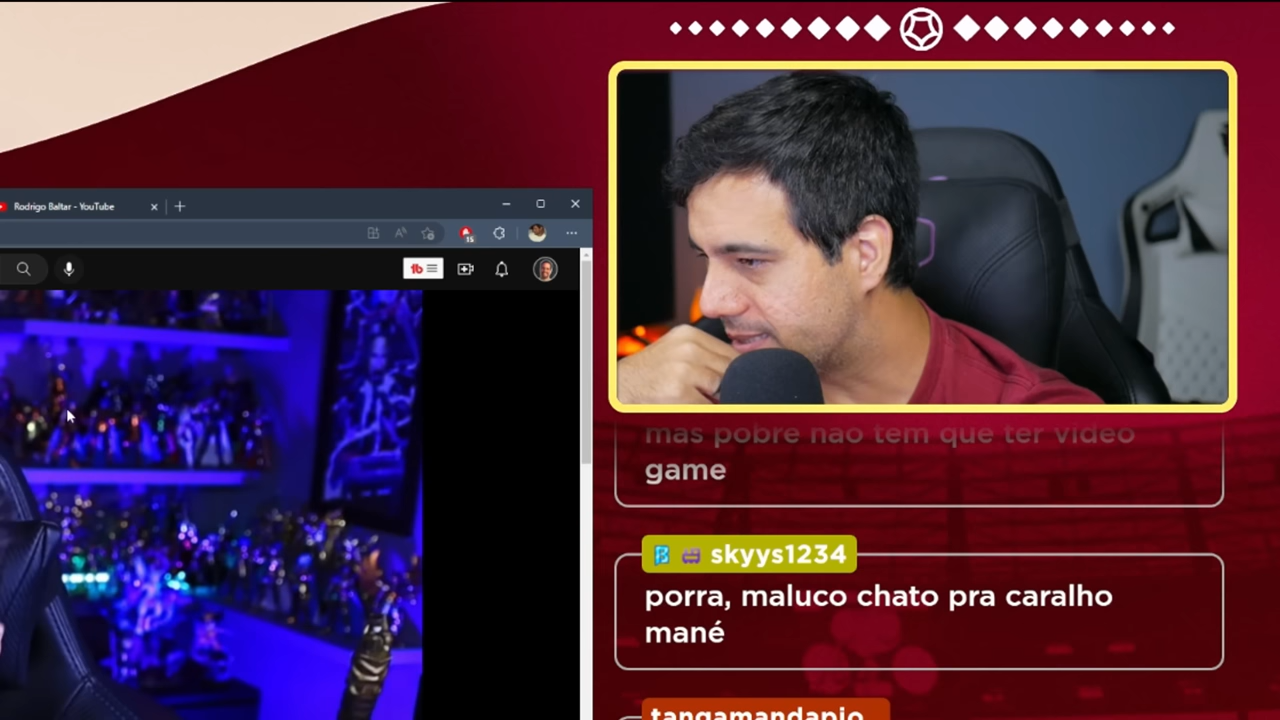 Rodrigo Baltar - YouTube
15
mas pobre nao tem que ter video
game
skyys1234
porra, maluco chato pra caralho
mané
tangamandapio